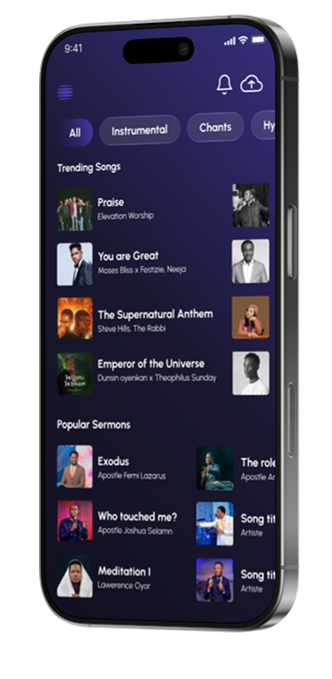 9:41
All
Instrumental
Chants
Hy
Trending Songs
Praise
Elevation Worship
You are Great
Moses Bliss x Festizie. Neeja
The Supernatural Anthem
Steve Hills, The Rabbi
Emperor of the Universe
Dunsin oyenkan x Theophilus Sunday
Popular Sermons
Exodus
Apostle Femi Lazarus
The role
Apostle Ar
Who touched me?
Apostle Joshua Selamn
Song tit
Artiste
Meditation I
Lawerence Oyor
Song tit
Artiste